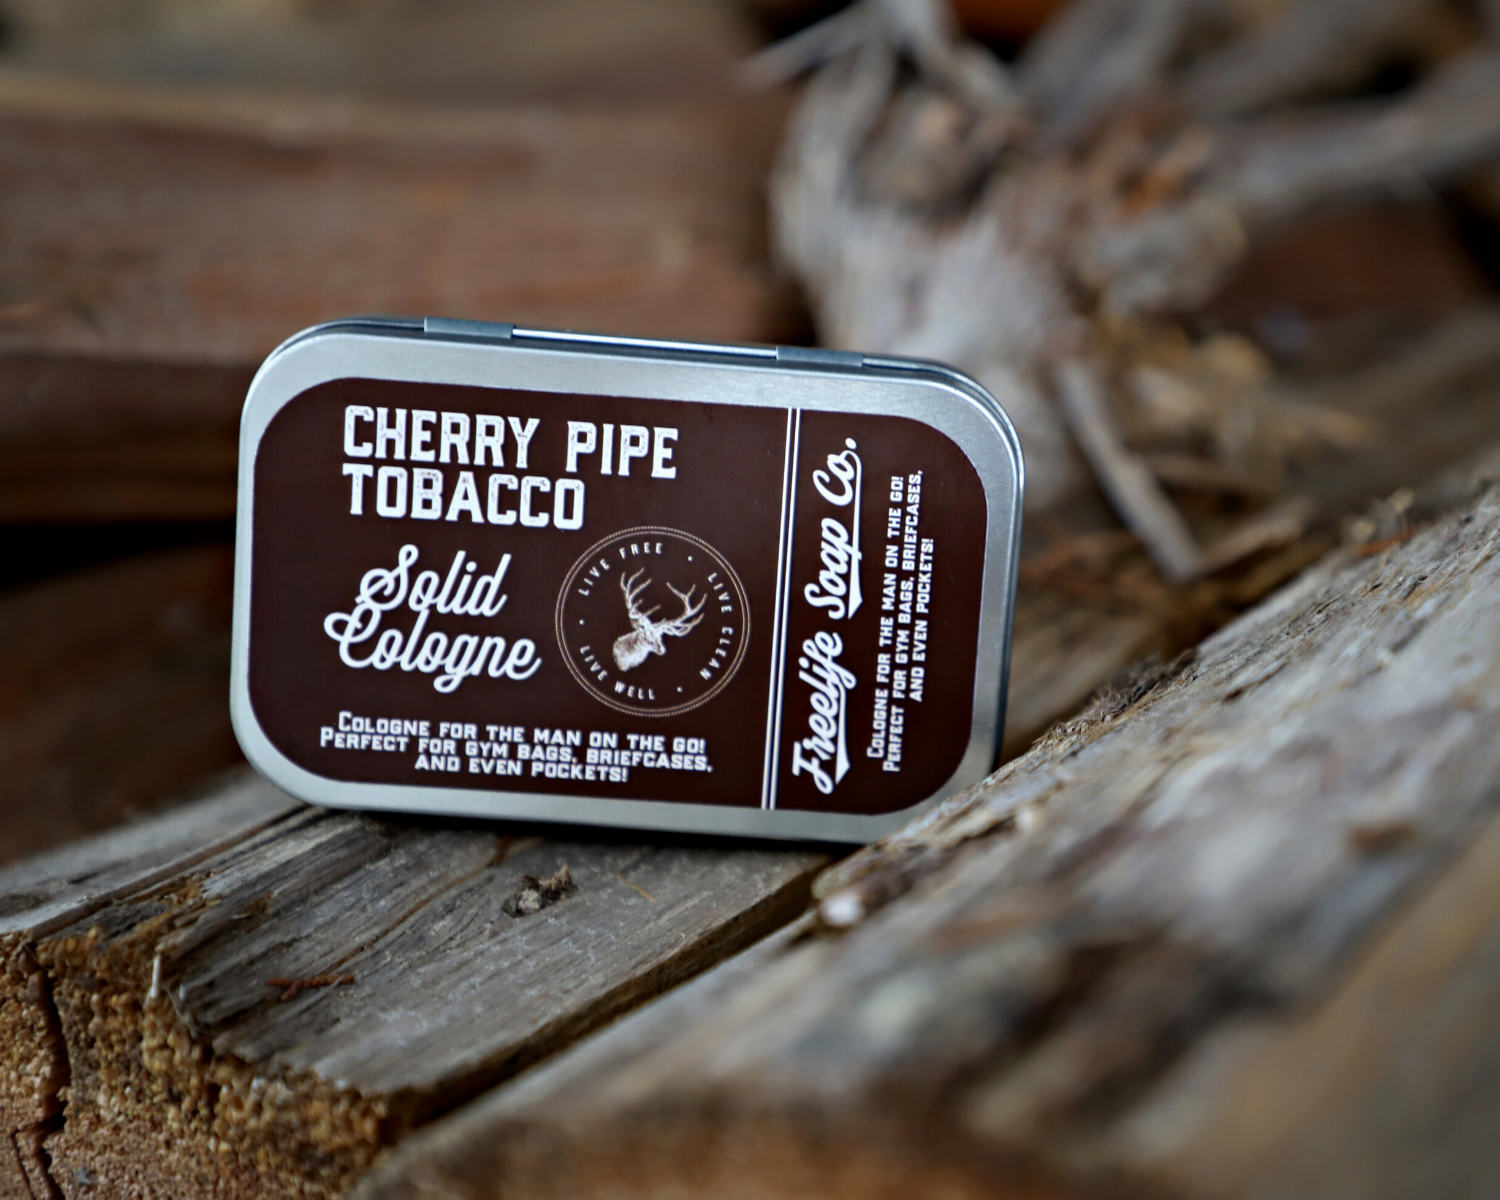 CHERRY PIPE
TOBACCO
Solid
Cologne
LIVE FREE • LIVE CLEAN • LIVE WELL •
COLOGNE FOR THE MAN ON THE GO!
PERFECT FOR GYM BAGS, BRIEFCASES,
AND EVEN POCKETS!
Freelife Soap Co.
COLOGNE FOR THE MAN ON THE GO!
PERFECT FOR GYM BAGS, BRIEFCASES,
AND EVEN POCKETS!